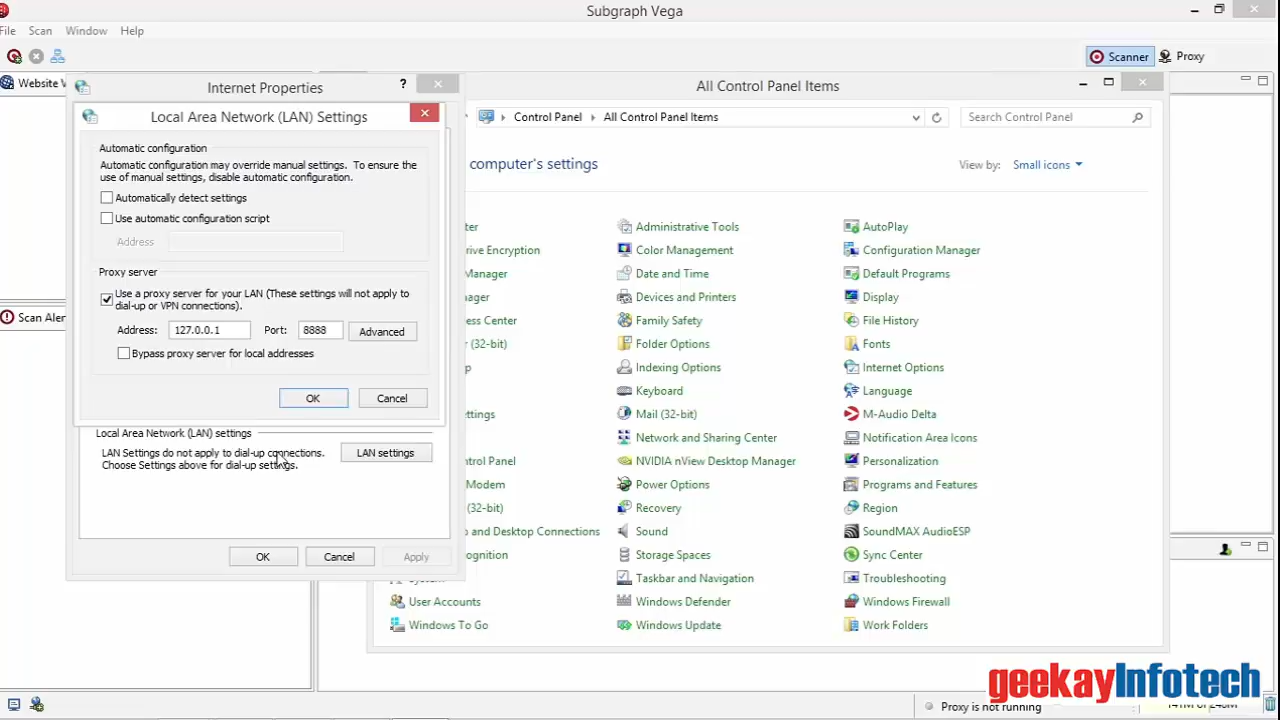 Subgraph Vega
File Scan Window Help
Scanner Proxy
Website V
Internet Properties ?
Local Area Network (LAN) Settings
Automatic configuration
Automatic configuration may override manual settings. To ensure the
use of manual settings, disable automatic configuration.
Automatically detect settings
Use automatic configuration script
Address
Proxy server
Use a proxy server for your LAN (These settings will not apply to
dial-up or VPN connections).
Address: 127.0.0.1 Port: 8888 Advanced
Bypass proxy server for local addresses
OK Cancel
Local Area Network (LAN) settings
LAN Settings do not apply to dial-up connections.
Choose Settings above for dial-up settings.
LAN settings
OK Cancel Apply
Scan Aler
All Control Panel Items
Control Panel All Control Panel Items Search Control Panel
computer's settings View by: Small icons
ter Administrative Tools AutoPlay
rive Encryption Color Management Configuration Manager
Manager Date and Time Default Programs
ager Devices and Printers Display
ess Center Family Safety File History
(32-bit) Folder Options Fonts
p Indexing Options Internet Options
Keyboard Language
ettings Mail (32-bit) M-Audio Delta
Network and Sharing Center Notification Area Icons
ntrol Panel NVIDIA nView Desktop Manager Personalization
Modem Power Options Programs and Features
(32-bit) Recovery Region
p and Desktop Connections Sound SoundMAX AudioESP
ognition Storage Spaces Sync Center
Taskbar and Navigation Troubleshooting
User Accounts Windows Defender Windows Firewall
Windows To Go Windows Update Work Folders
geekayInfotech
Proxy is not running